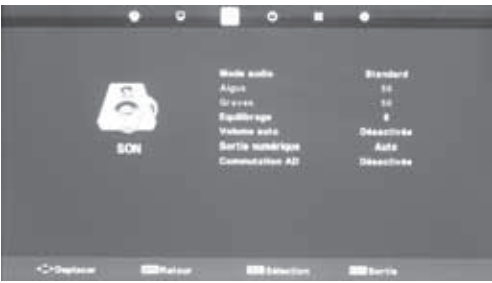 Mode audio Standard
Aigus 50
Graves 50
Equilibrage 0
Volume auto Désactivée
Sortie numérique Auto
Commutation AD Désactivée
SON
Deplacer Retour Sélection Sortie